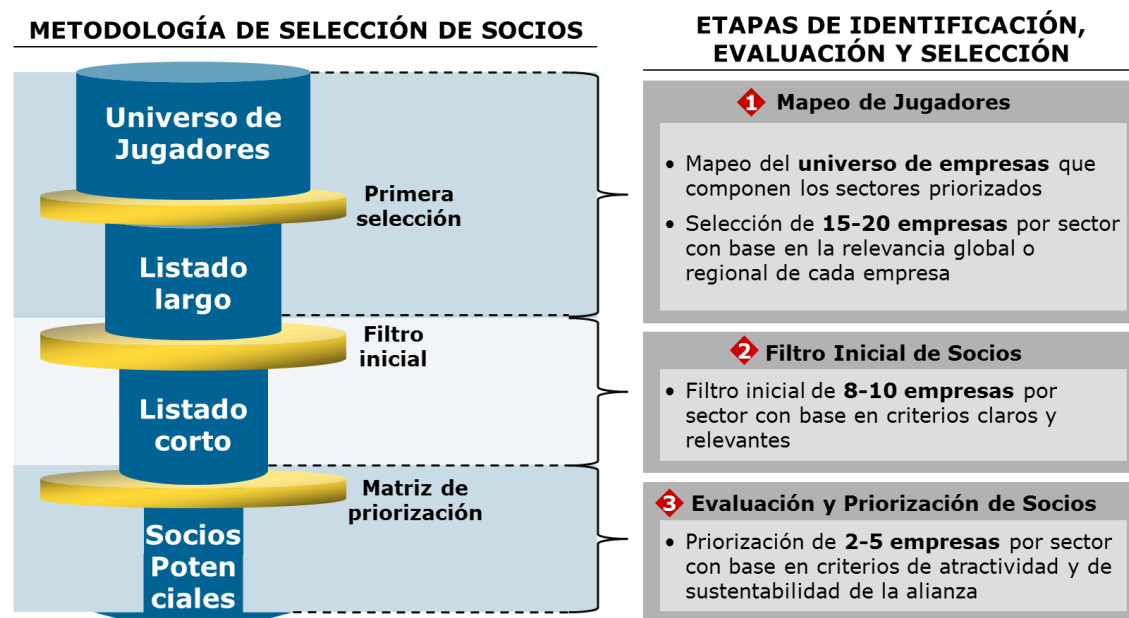 METODOLOGÍA DE SELECCIÓN DE SOCIOS
Universo de
Jugadores
Primera
selección
Listado
largo
Filtro
inicial
Listado
corto
Matriz de
priorización
Socios
Poten
ciales
ETAPAS DE IDENTIFICACIÓN,
EVALUACIÓN Y SELECCIÓN
1 Mapeo de Jugadores
• Mapeo del universo de empresas que
componen los sectores priorizados
• Selección de 15-20 empresas por sector
con base en la relevancia global o
regional de cada empresa
2 Filtro Inicial de Socios
• Filtro inicial de 8-10 empresas por
sector con base en criterios claros y
relevantes
3 Evaluación y Priorización de Socios
• Priorización de 2-5 empresas por sector
con base en criterios de atractividad y de
sustentabilidad de la alianza